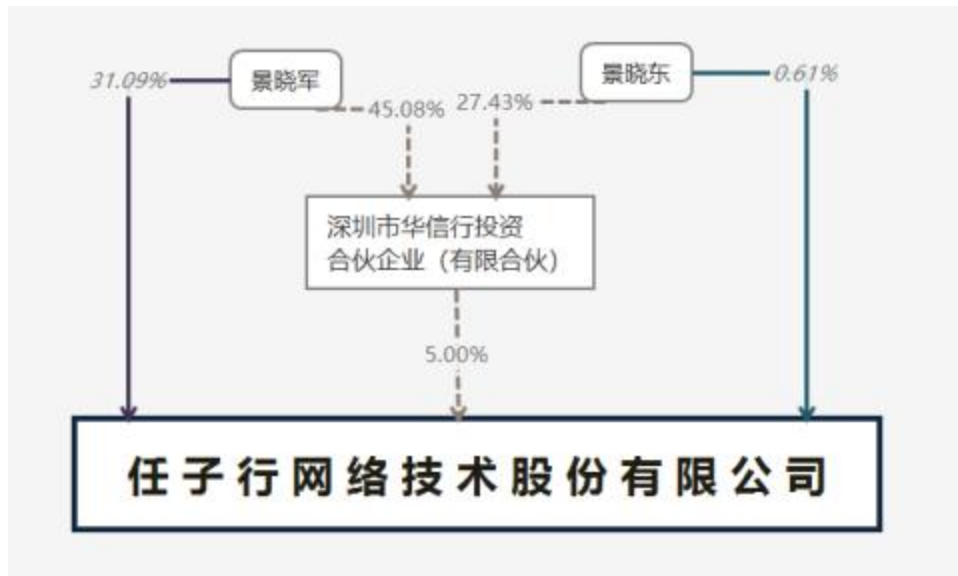 景晓军
景晓东
31.09%
45.08%
27.43%
0.61%
深圳市华信行投资
合伙企业（有限合伙）
5.00%
任子行网络技术股份有限公司